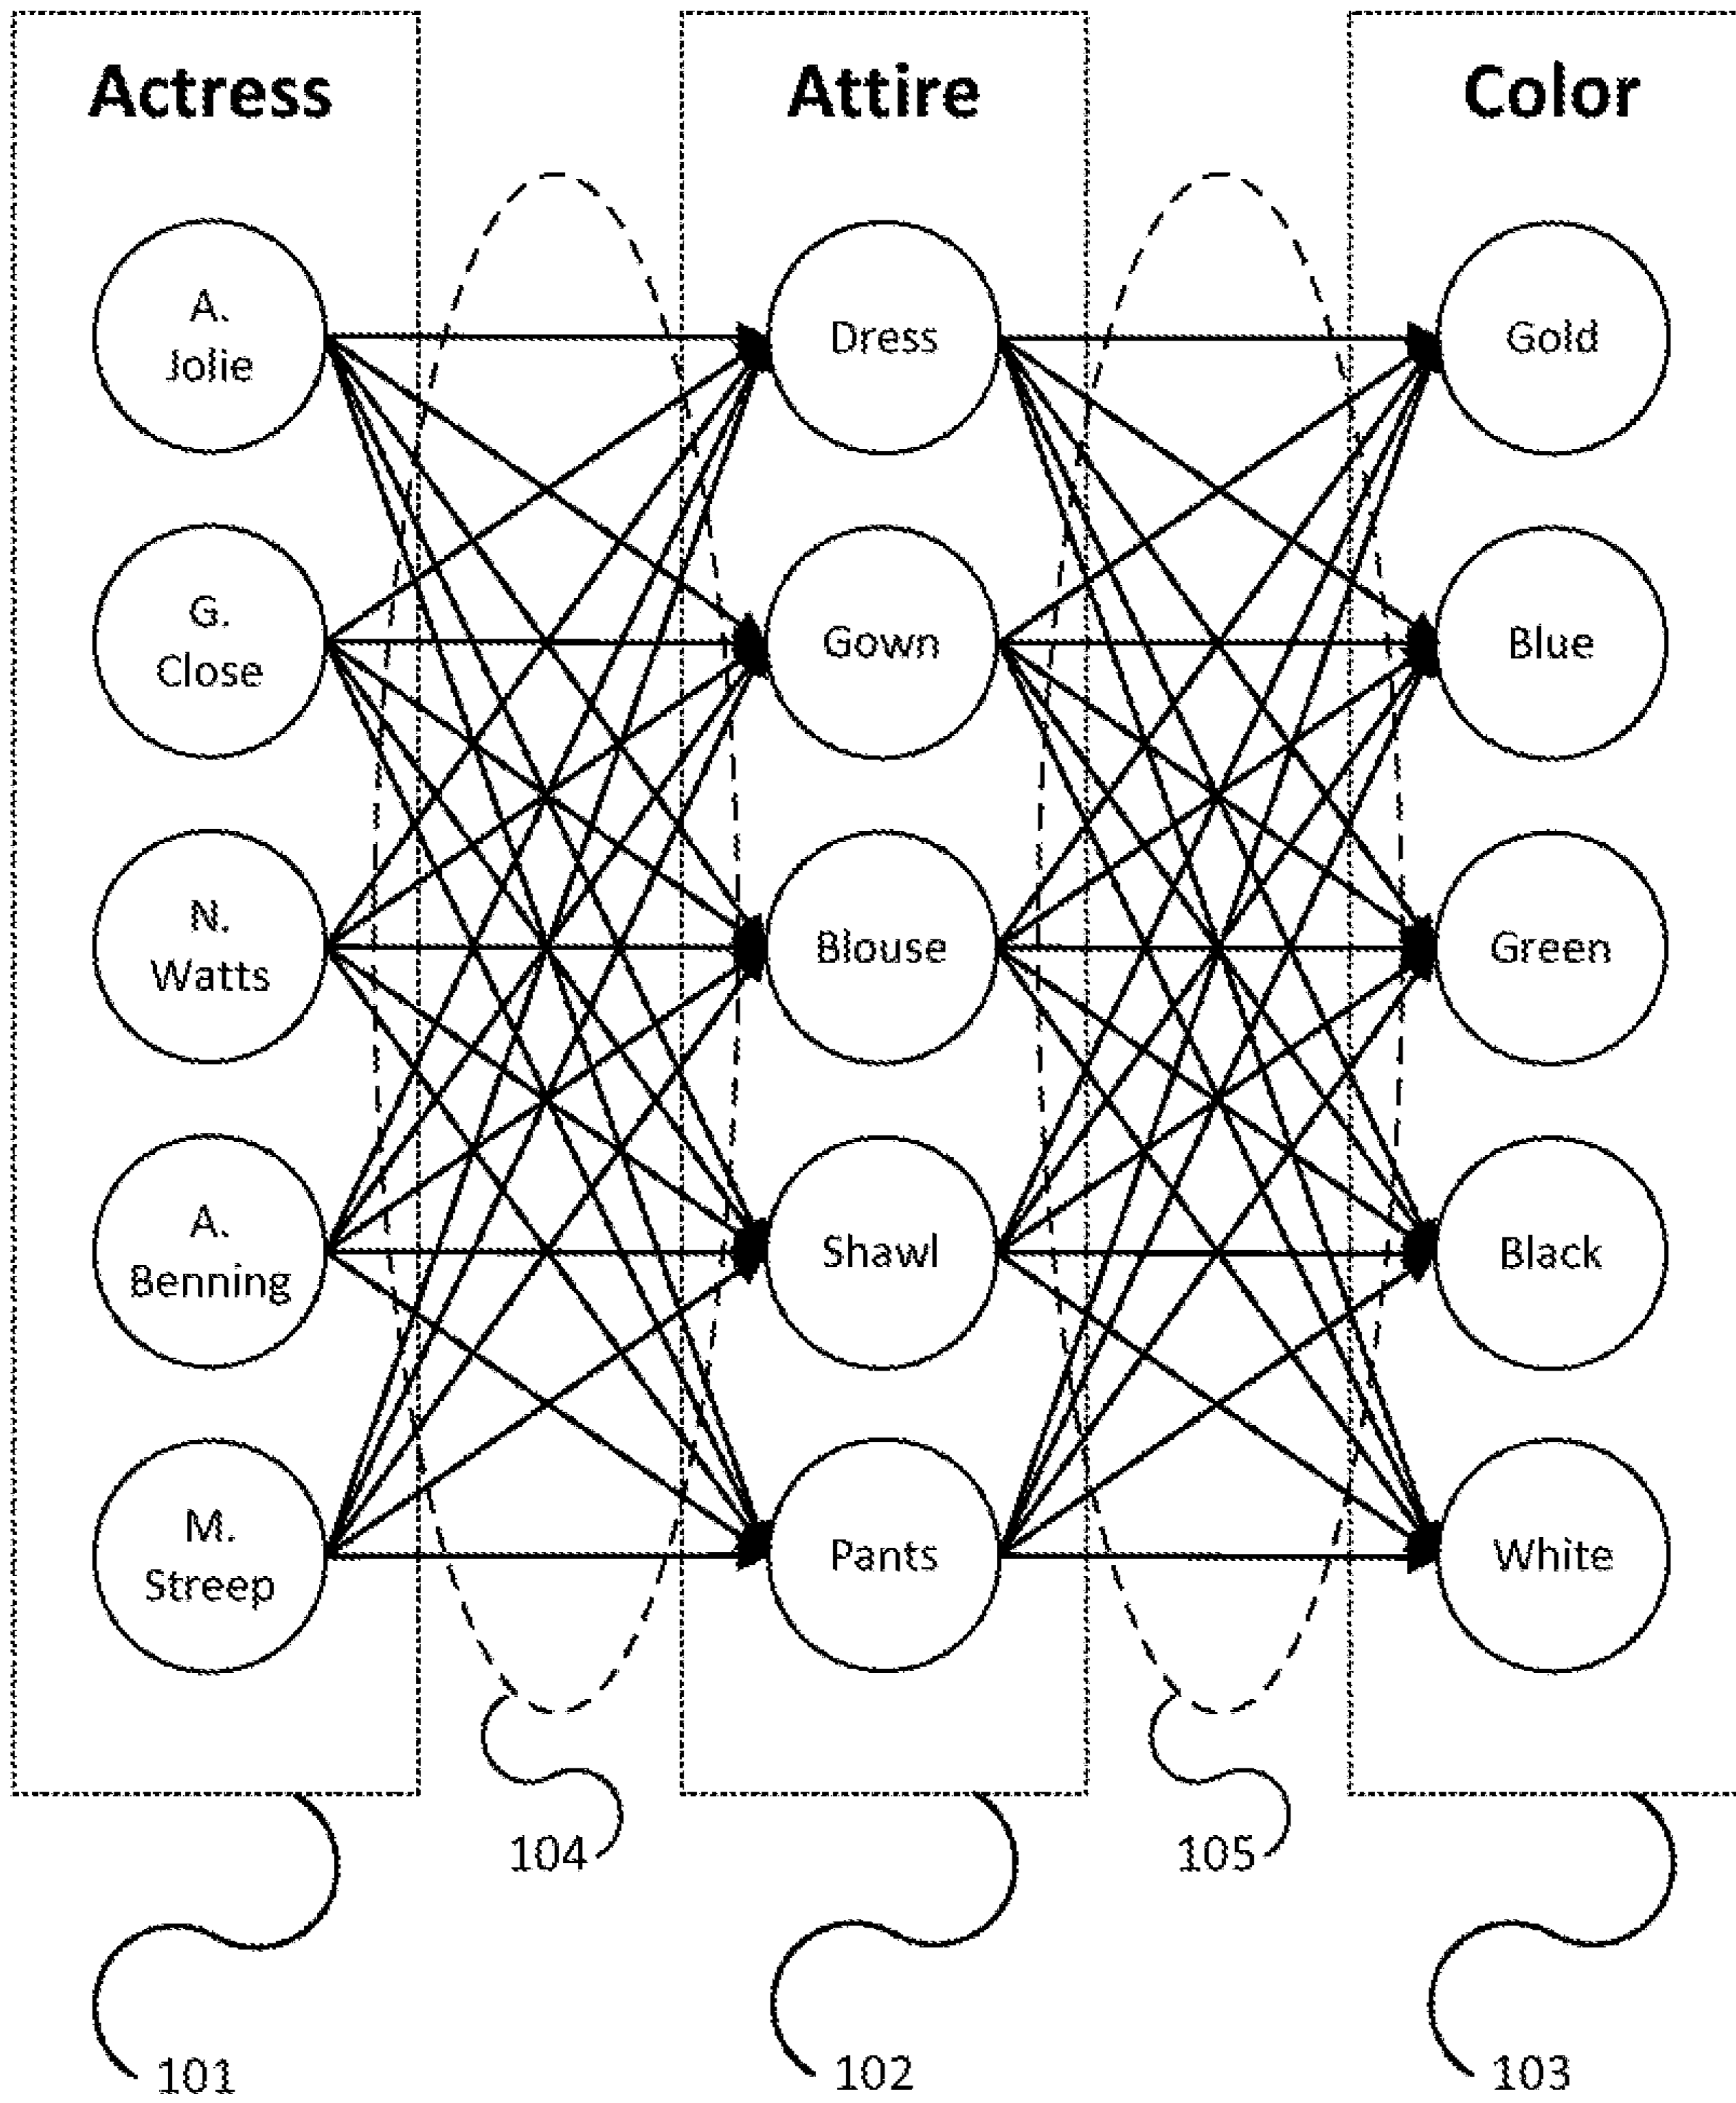 Actress
Attire
Color
A.
Jolie
Dress
Gold
G.
Close
Gown
Blue
N.
Watts
Blouse
Green
A.
Benning
Shawl
Black
M.
Streep
Pants
White
104
105
101
102
103